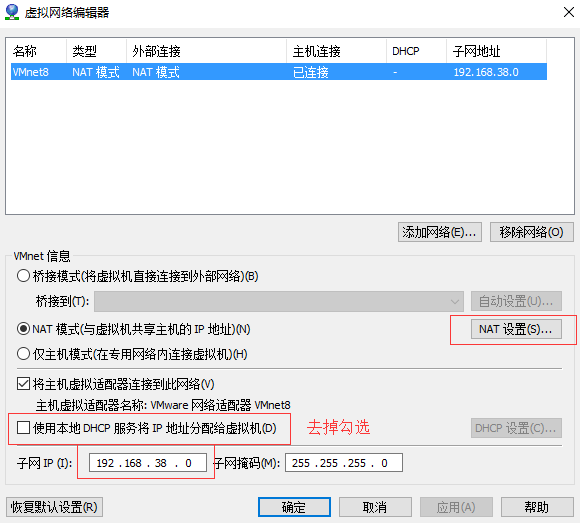 虚拟网络编辑器
名称 类型 外部连接 主机连接 DHCP 子网地址
VMnet8 NAT 模式 NAT 模式 已连接 - 192.168.38.0
添加网络(E)... 移除网络(O)
VMnet 信息
桥接模式(将虚拟机直接连接到外部网络)(B)
桥接到(T): 自动设置(U)...
NAT 模式(与虚拟机共享主机的 IP 地址)(N) NAT 设置(S)...
仅主机模式(在专用网络内连接虚拟机)(H)
将主机虚拟适配器连接到此网络(V)
主机虚拟适配器名称: VMware 网络适配器 VMnet8
使用本地 DHCP 服务将 IP 地址分配给虚拟机(D) 去掉勾选 DHCP 设置(C)...
子网 IP (I): 192 . 168 . 38 . 0 子网掩码(M): 255 . 255 . 255 . 0
恢复默认设置(R) 确定 取消 应用(A) 帮助